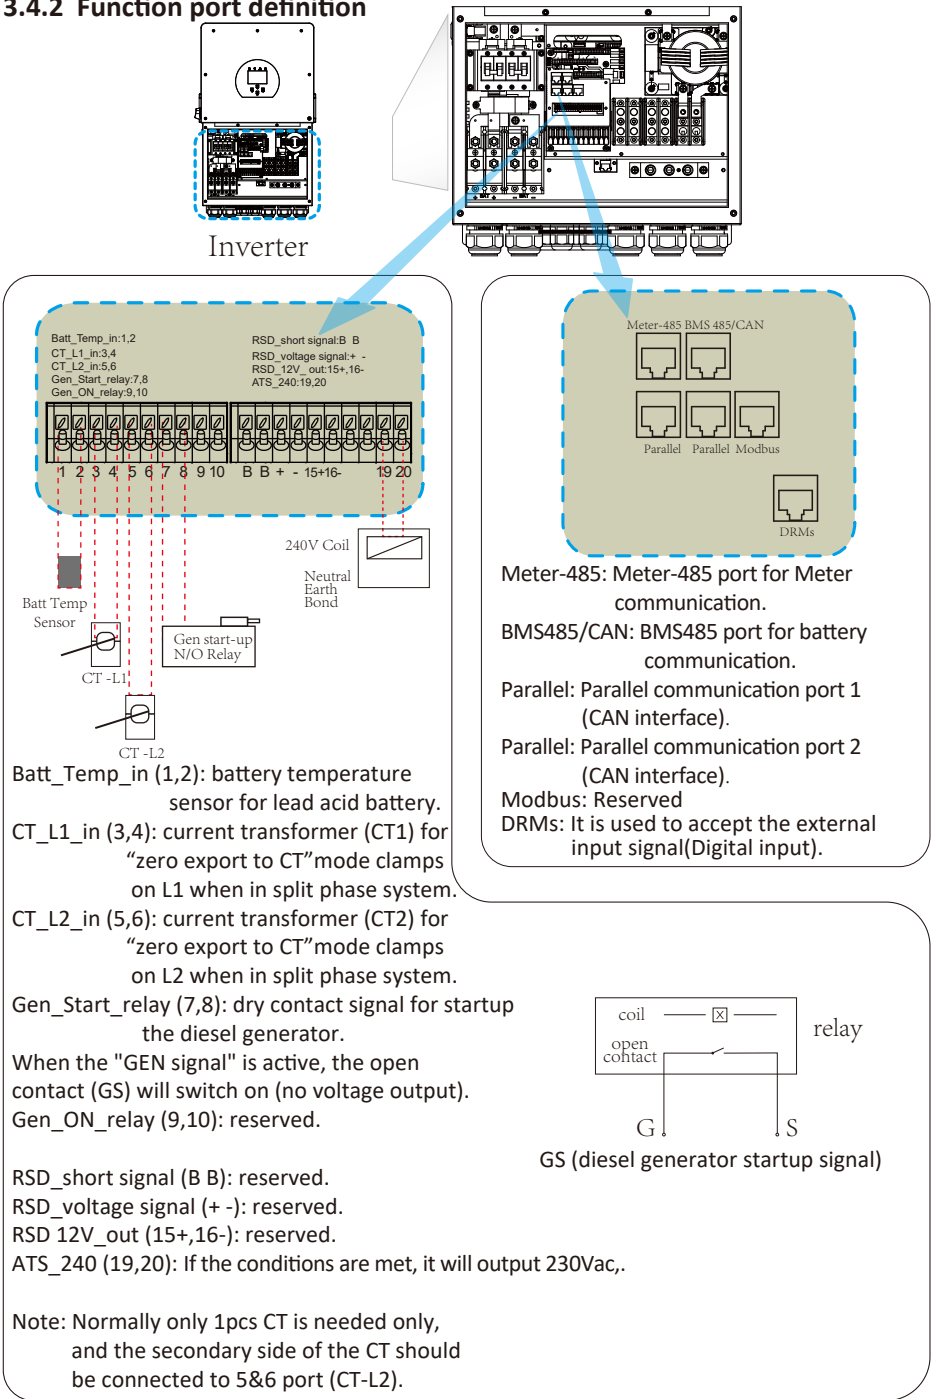 3.4.2 Function port definition
Inverter
Batt_Temp_in:1,2
CT_L1_in:3,4
CT_L2_in:5,6
Gen_Start_relay:7,8
Gen_ON_relay:9,10
RSD_short signal:B B
RSD_voltage signal:+ -
RSD_12V_ out:15+,16-
ATS_240:19,20
1 2 3 4 5 6 7 8 9 10 B B + - 15+16- 19 20
240V Coil
Neutral
Earth
Bond
Batt Temp
Sensor
Gen start-up
N/O Relay
CT -L1
CT -L2
Meter-485 BMS 485/CAN
Parallel Parallel Modbus
DRMs
Meter-485: Meter-485 port for Meter
communication.
BMS485/CAN: BMS485 port for battery
communication.
Parallel: Parallel communication port 1
(CAN interface).
Parallel: Parallel communication port 2
(CAN interface).
Modbus: Reserved
DRMs: It is used to accept the external
input signal(Digital input).
Batt_Temp_in (1,2): battery temperature
sensor for lead acid battery.
CT_L1_in (3,4): current transformer (CT1) for
“zero export to CT”mode clamps
on L1 when in split phase system.
CT_L2_in (5,6): current transformer (CT2) for
“zero export to CT”mode clamps
on L2 when in split phase system.
Gen_Start_relay (7,8): dry contact signal for startup
the diesel generator.
When the "GEN signal" is active, the open
contact (GS) will switch on (no voltage output).
Gen_ON_relay (9,10): reserved.
RSD_short signal (B B): reserved.
RSD_voltage signal (+ -): reserved.
RSD 12V_out (15+,16-): reserved.
ATS_240 (19,20): If the conditions are met, it will output 230Vac,.
Note: Normally only 1pcs CT is needed only,
and the secondary side of the CT should
be connected to 5&6 port (CT-L2).
coil
open
contact
relay
G S
GS (diesel generator startup signal)